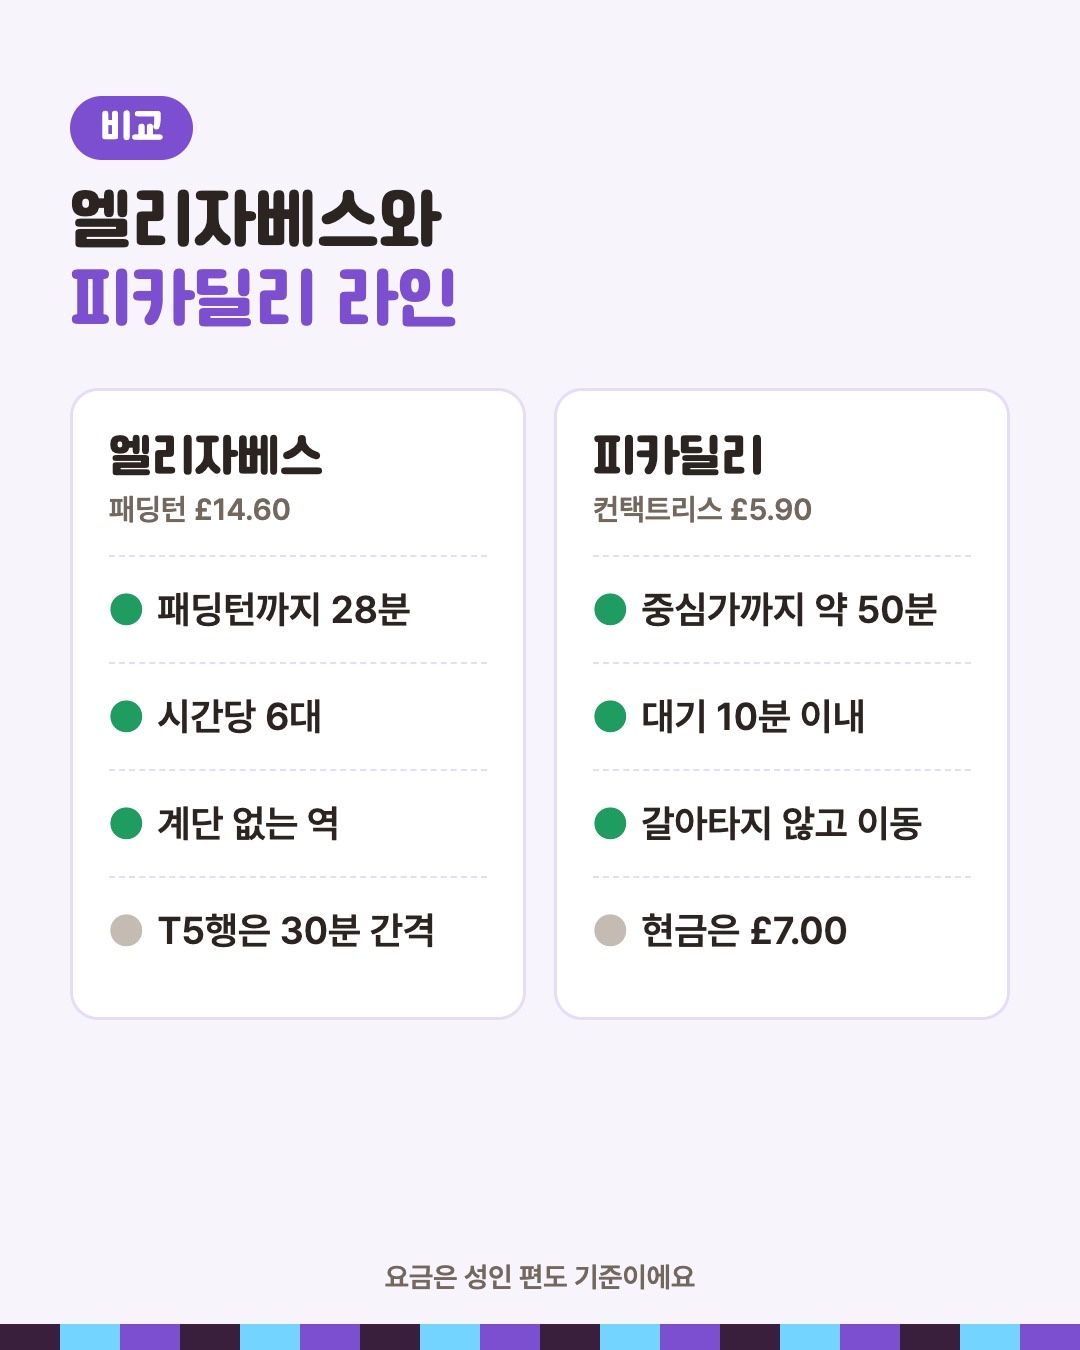 비교
엘리자베스와
피카딜리 라인
엘리자베스
패딩턴 £14.60
패딩턴까지 28분
시간당 6대
계단 없는 역
T5행은 30분 간격
피카딜리
컨택트리스 £5.90
중심가까지 약 50분
대기 10분 이내
갈아타지 않고 이동
현금은 £7.00
요금은 성인 편도 기준이에요